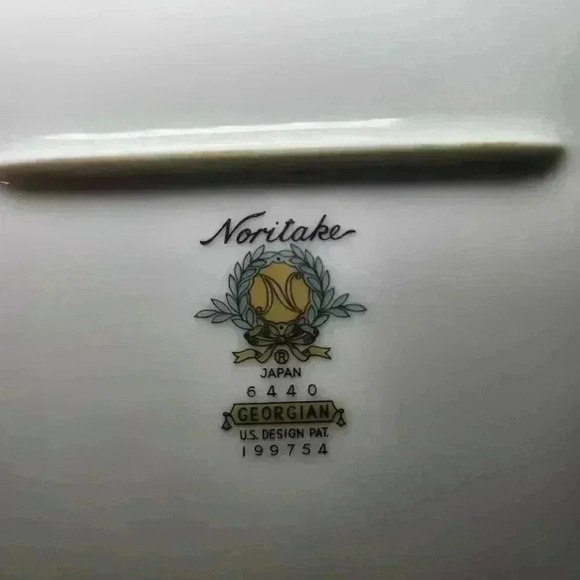 Noritake
N
®
JAPAN
6440
GEORGIAN
U.S. DESIGN PAT.
199754